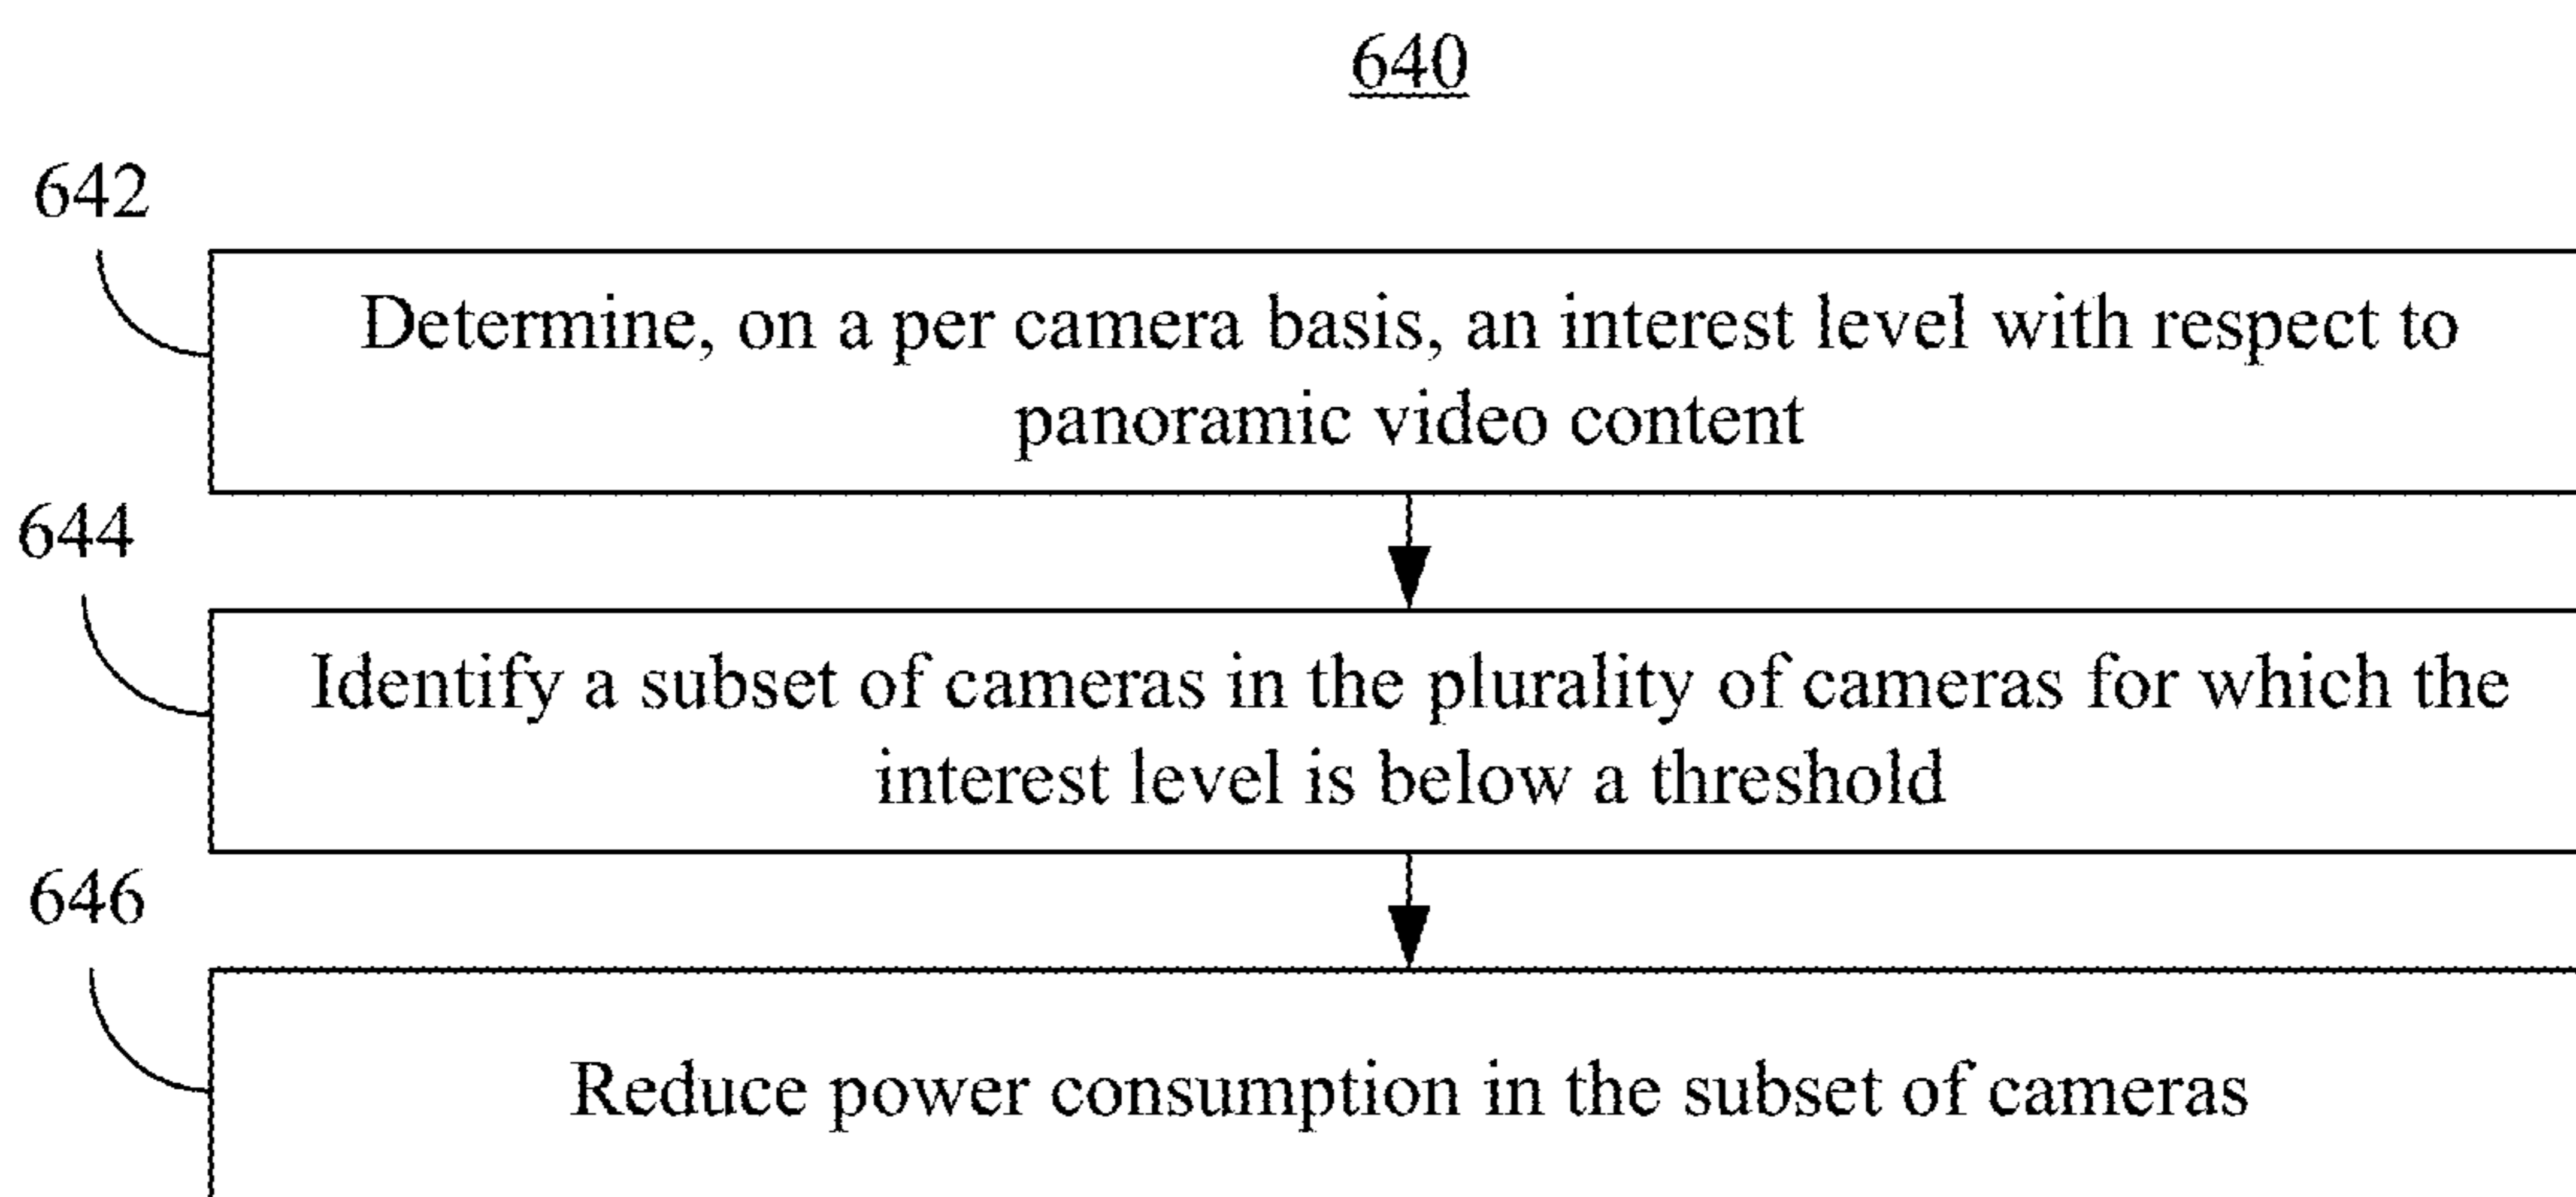 640
642
Determine, on a per camera basis, an interest level with respect to
panoramic video content
644
Identify a subset of cameras in the plurality of cameras for which the
interest level is below a threshold
646
Reduce power consumption in the subset of cameras